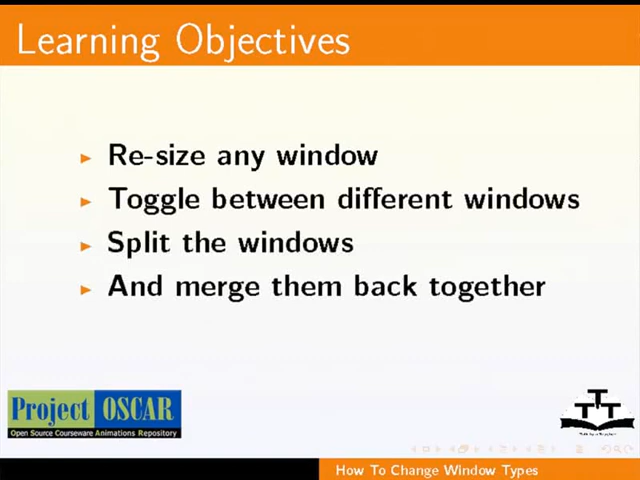 Learning Objectives
Re-size any window
Toggle between different windows
Split the windows
And merge them back together
Project OSCAR
Open Source Courseware Animations Repository
TTT
How To Change Window Types